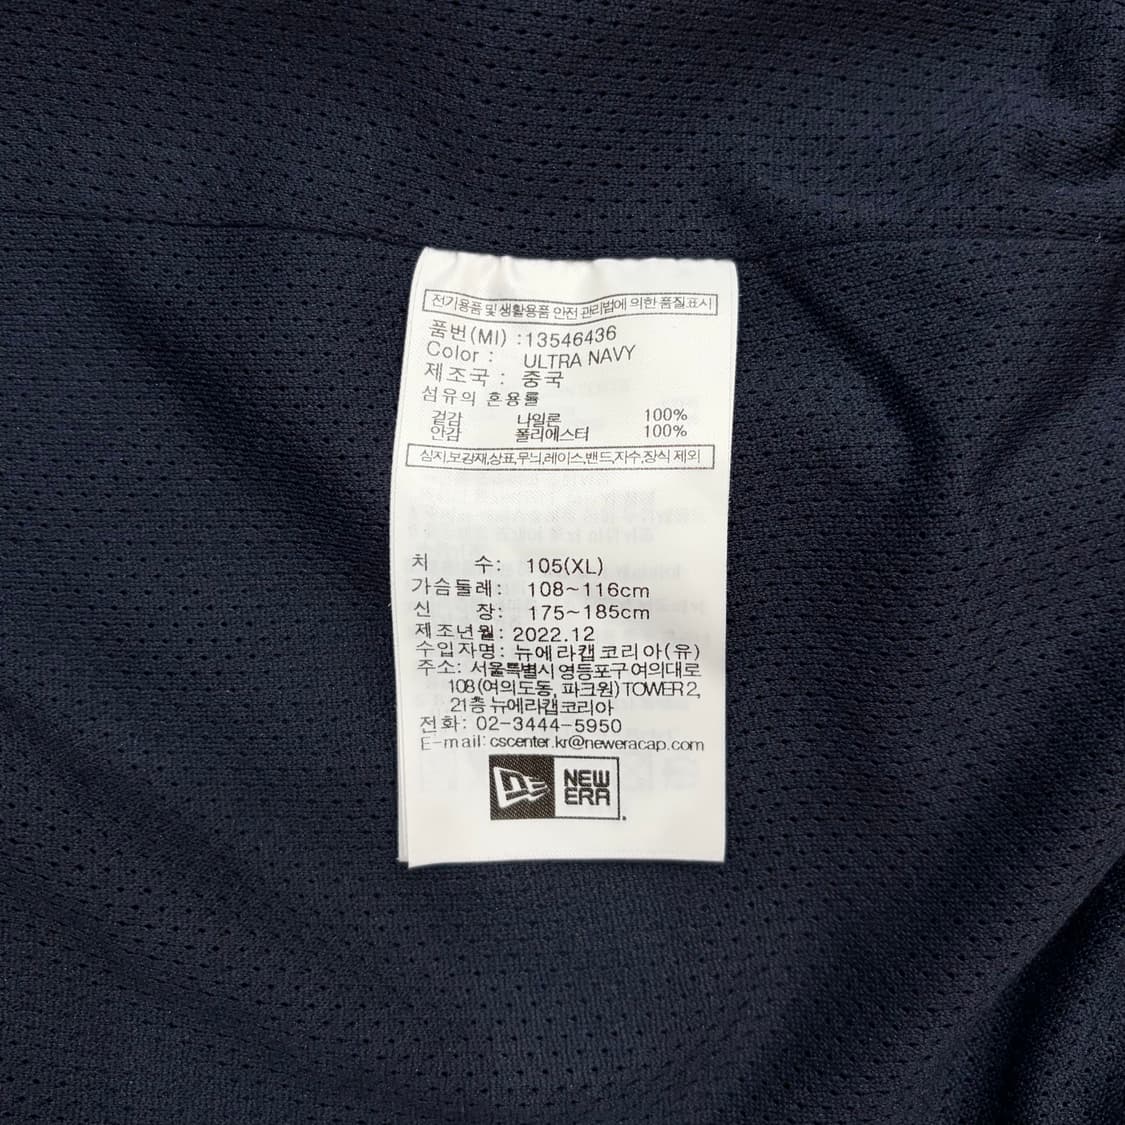 전기용품 및 생활용품 안전 관리법에 의한 품질표시
품번(MI) :13546436
Color : ULTRA NAVY
제조국 : 중국
섬유의 혼용률
겉감 나일론 100%
안감 폴리에스터 100%
심지,보강재,상표,무늬,레이스,밴드,자수,장식 제외
치 수: 105(XL)
가슴둘레: 108~116cm
신 장: 175~185cm
제조년월: 2022.12
수입자명: 뉴에라캡코리아(유)
주소: 서울특별시 영등포구 여의대로
108 (여의도동, 파크원) TOWER 2,
21층 뉴에라캡코리아
전화: 02-3444-5950
E-mail: cscenter.kr@neweracap.com
NEW
ERA